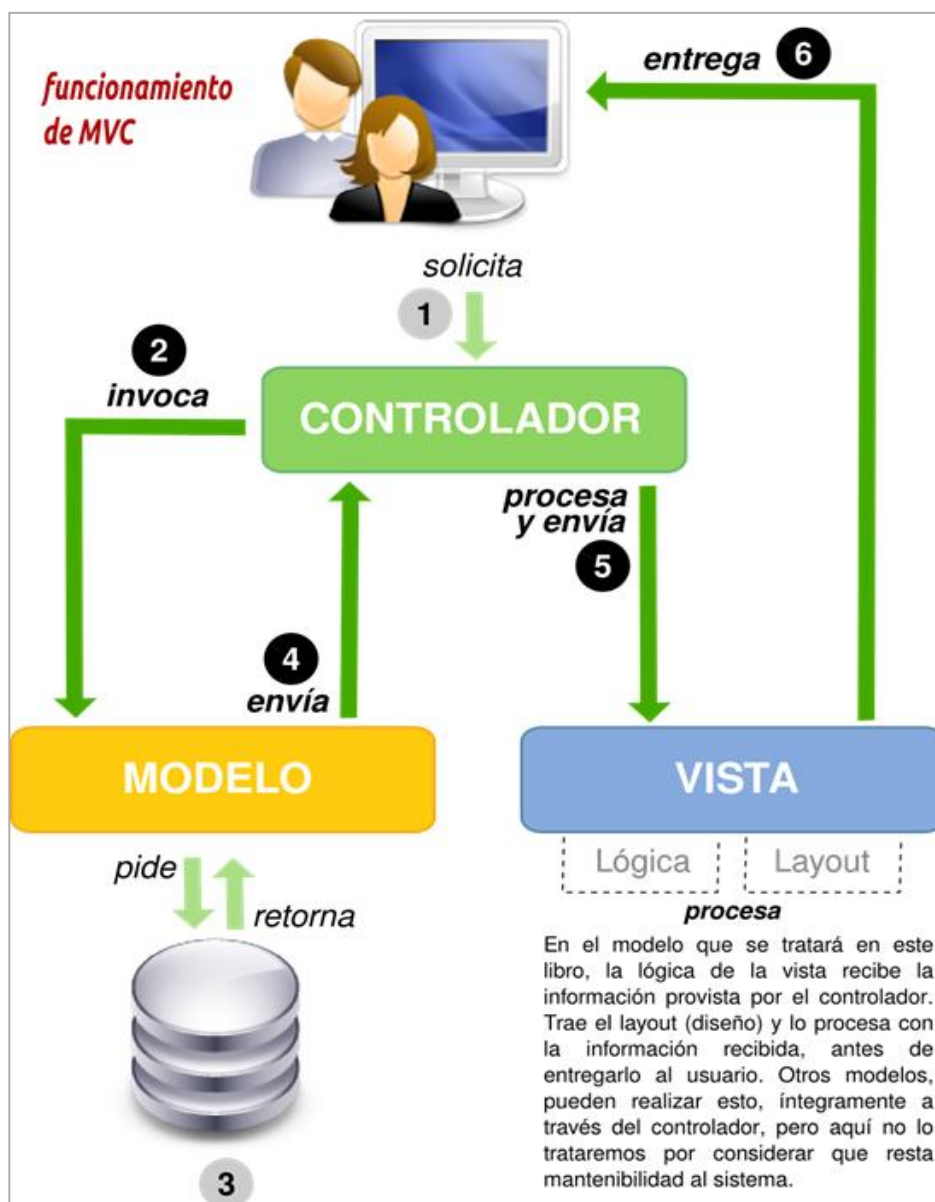 funcionamiento
de MVC
entrega 6
solicita
1
2
invoca
CONTROLADOR
procesa
y envía
5
4
envía
MODELO
VISTA
Lógica
Layout
pide
retorna
procesa
En el modelo que se tratará en este
libro, la lógica de la vista recibe la
información provista por el controlador.
Trae el layout (diseño) y lo procesa con
la información recibida, antes de
entregarlo al usuario. Otros modelos,
pueden realizar esto, íntegramente a
través del controlador, pero aquí no lo
trataremos por considerar que resta
mantenibilidad al sistema.
3